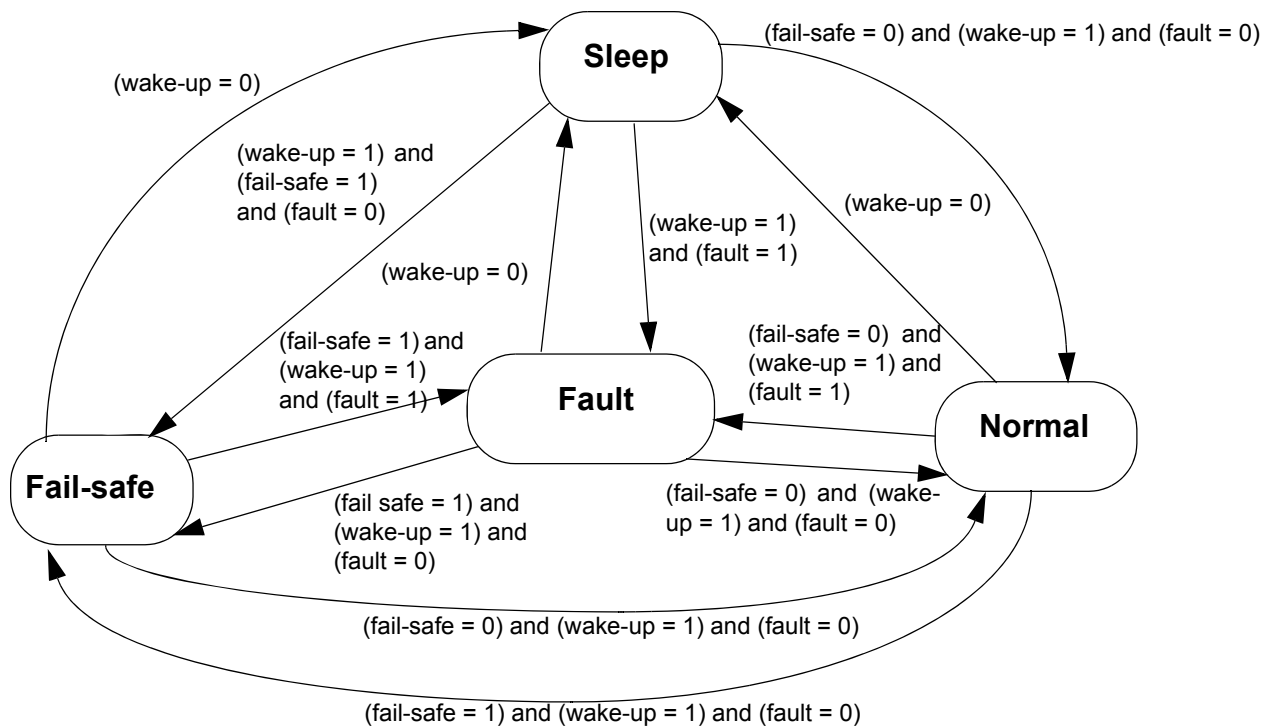 (fail-safe = 0) and (wake-up = 1) and (fault = 0)
Sleep
(wake-up = 0)
(wake-up = 1) and
(fail-safe = 1)
and (fault = 0)
(wake-up = 0)
(wake-up = 1)
and (fault = 1)
(wake-up = 0)
(fail-safe = 1) and
(wake-up = 1)
and (fault = 1)
(fail-safe = 0) and
(wake-up = 1) and
(fault = 1)
Fault
Normal
Fail-safe
(fail safe = 1) and
(wake-up = 1) and
(fault = 0)
(fail-safe = 0) and (wake-
up = 1) and (fault = 0)
(fail-safe = 0) and (wake-up = 1) and (fault = 0)
(fail-safe = 1) and (wake-up = 1) and (fault = 0)